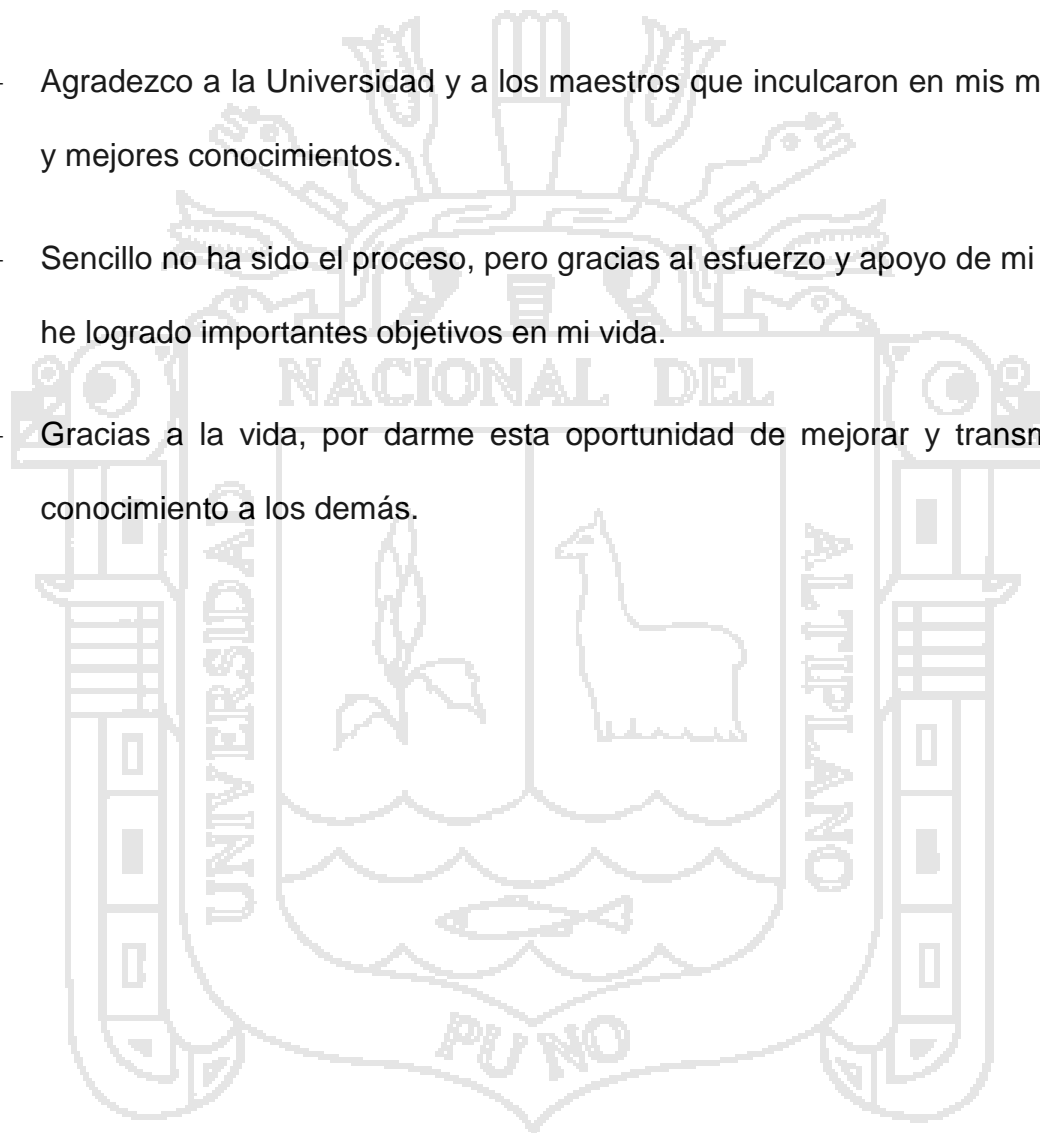 - Agradezco a la Universidad y a los maestros que inculcaron en mis
y mejores conocimientos.
- Sencillo no ha sido el proceso, pero gracias al esfuerzo y apoyo de mi
he logrado importantes objetivos en mi vida.
- Gracias a la vida, por darme esta oportunidad de mejorar y
conocimiento a los demás.
NACIONAL DEL
UNIVERSIDAD
ALTIPLANO
PUNO